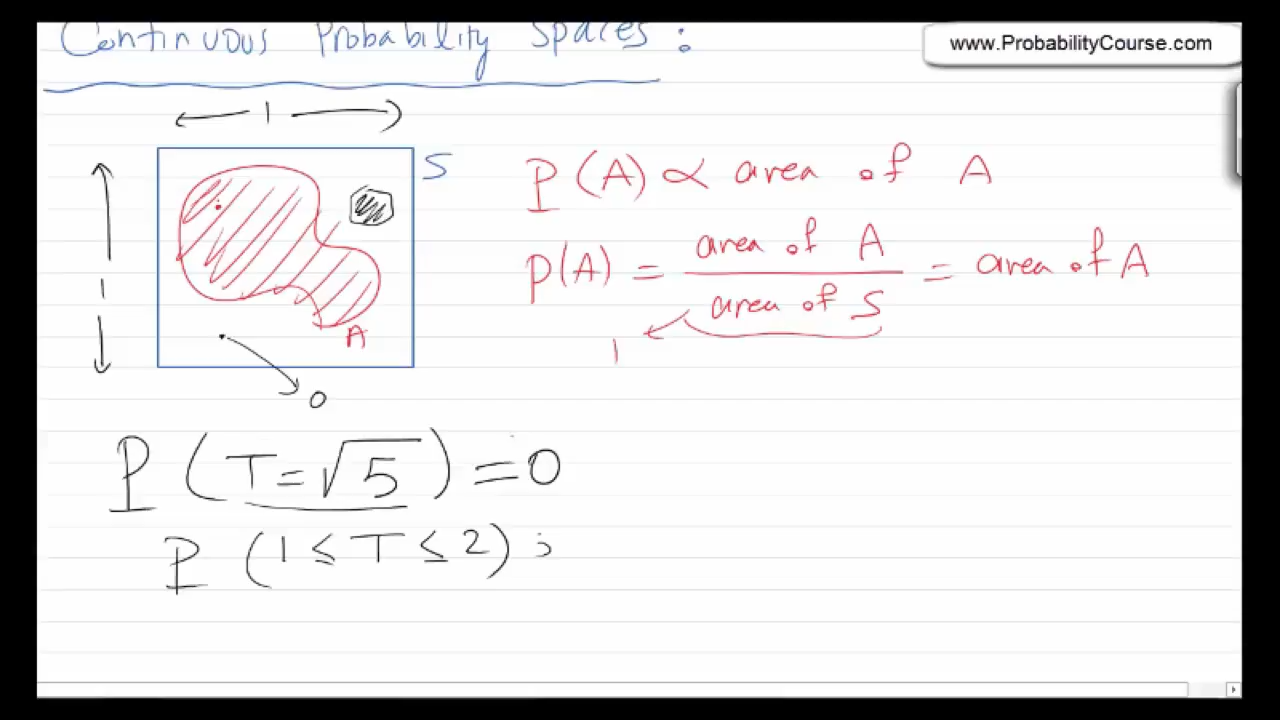 Continuous Probability Spaces :
www.ProbabilityCourse.com
1
S
1
A
0
P (A) ∝ area of A
P(A) = area of A / area of S = area of A
1
P ( T = √5 ) = 0
P ( 1 ≤ T ≤ 2 ) :